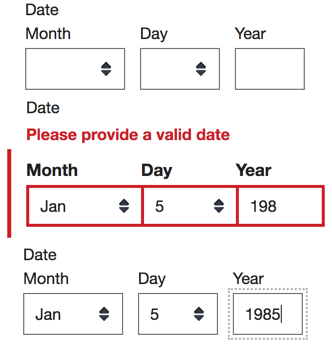 Date
Month Day Year
Date
Please provide a valid date
Month Day Year
Jan 5 198
Date
Month Day Year
Jan 5 1985